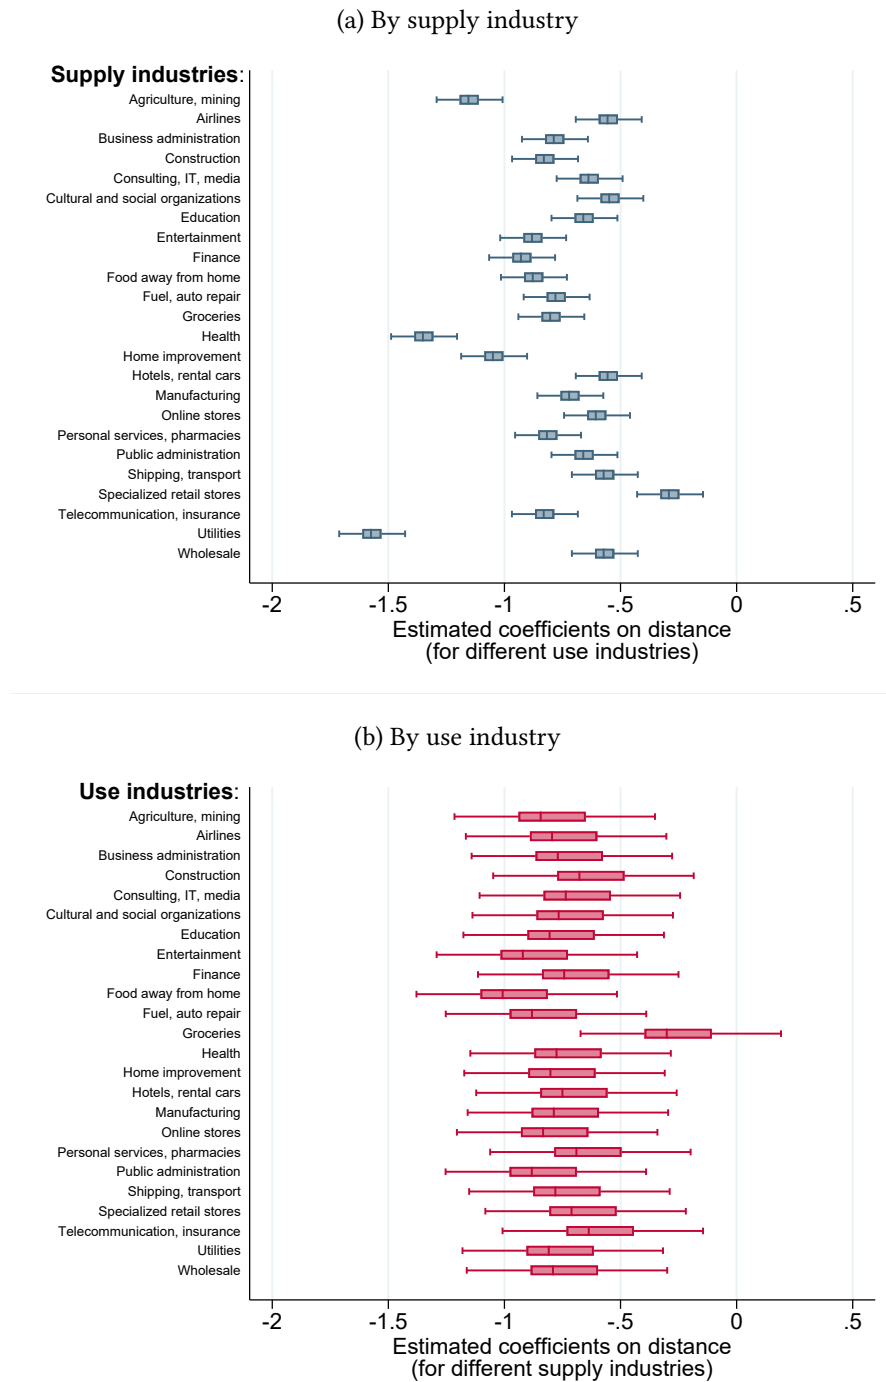 (a) By supply industry
Supply industries:
Agriculture, mining
Airlines
Business administration
Construction
Consulting, IT, media
Cultural and social organizations
Education
Entertainment
Finance
Food away from home
Fuel, auto repair
Groceries
Health
Home improvement
Hotels, rental cars
Manufacturing
Online stores
Personal services, pharmacies
Public administration
Shipping, transport
Specialized retail stores
Telecommunication, insurance
Utilities
Wholesale
-2 -1.5 -1 -.5 0 .5
Estimated coefficients on distance
(for different use industries)
(b) By use industry
Use industries:
Agriculture, mining
Airlines
Business administration
Construction
Consulting, IT, media
Cultural and social organizations
Education
Entertainment
Finance
Food away from home
Fuel, auto repair
Groceries
Health
Home improvement
Hotels, rental cars
Manufacturing
Online stores
Personal services, pharmacies
Public administration
Shipping, transport
Specialized retail stores
Telecommunication, insurance
Utilities
Wholesale
-2 -1.5 -1 -.5 0 .5
Estimated coefficients on distance
(for different supply industries)